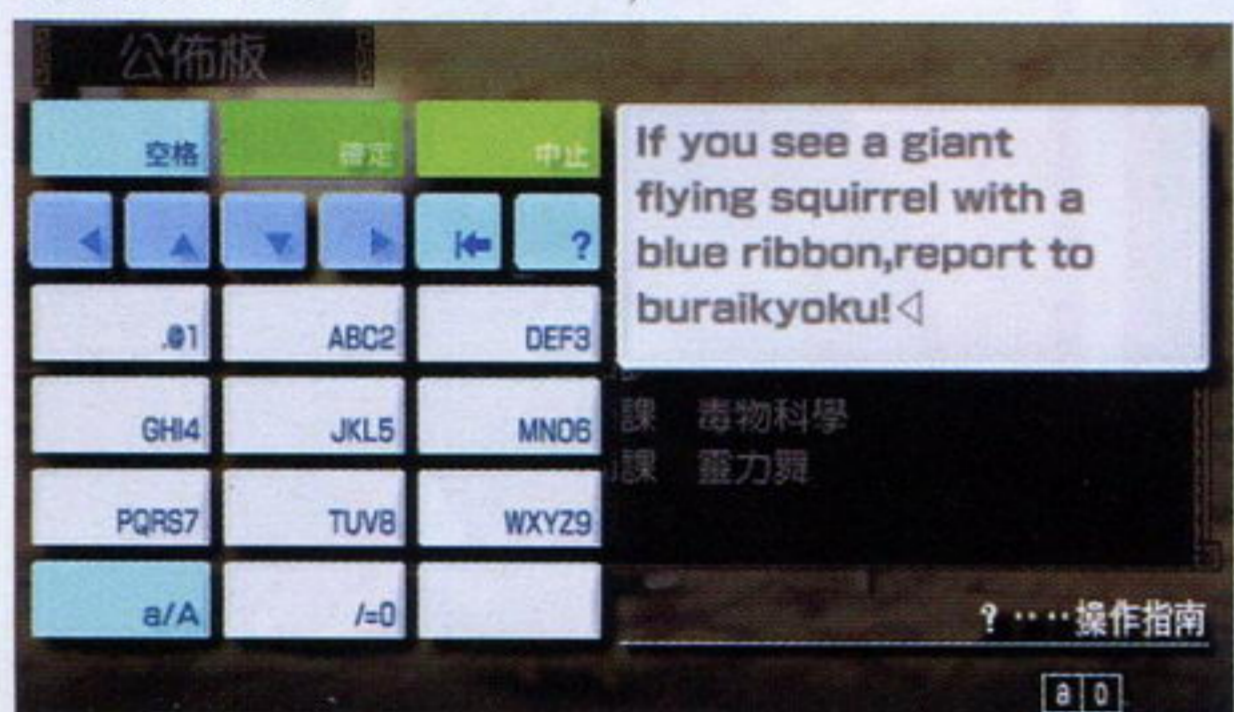 公佈板
空格 確定 中止
?
.@1 ABC2 DEF3
GHI4 JKL5 MNO6
PQRS7 TUV8 WXYZ9
a/A /=0
If you see a giant
flying squirrel with a
blue ribbon,report to
buraikyoku!
課 毒物科學
課 靈力舞
?‥‥操作指南
a 0